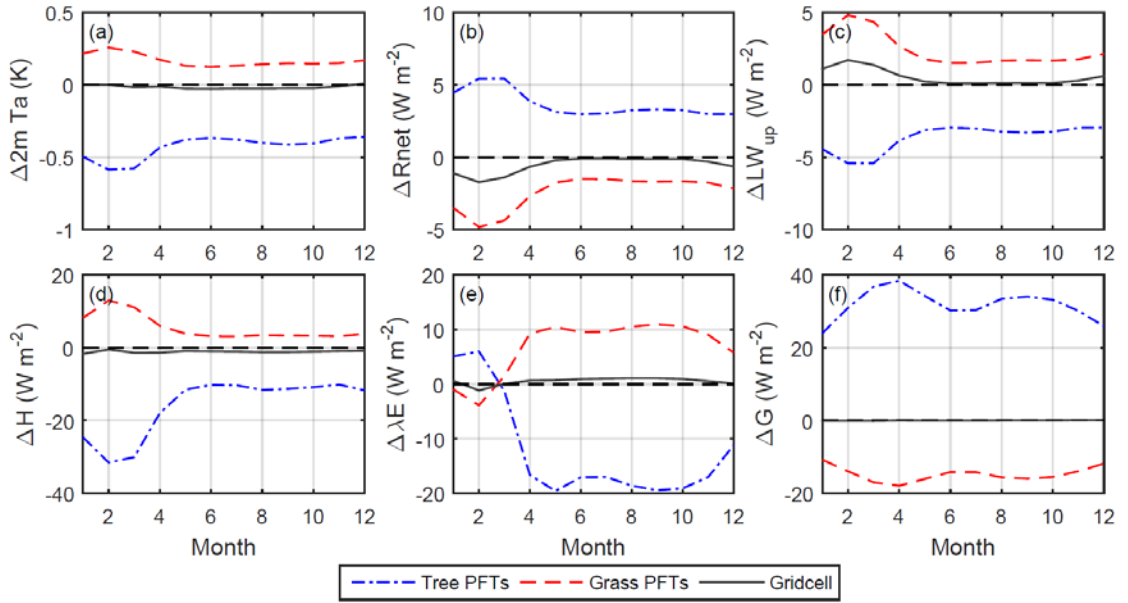 (a)
Δ2m Ta (K)
0.5
0
-0.5
-1
2 4 6 8 10 12
(b)
ΔRnet (W m-2)
10
5
0
-5
2 4 6 8 10 12
(c)
ΔLWup (W m-2)
5
0
-5
-10
2 4 6 8 10 12
(d)
ΔH (W m-2)
20
0
-20
-40
2 4 6 8 10 12
Month
(e)
ΔλE (W m-2)
20
10
0
-10
-20
2 4 6 8 10 12
Month
(f)
ΔG (W m-2)
40
20
0
-20
2 4 6 8 10 12
Month
Tree PFTs Grass PFTs Gridcell